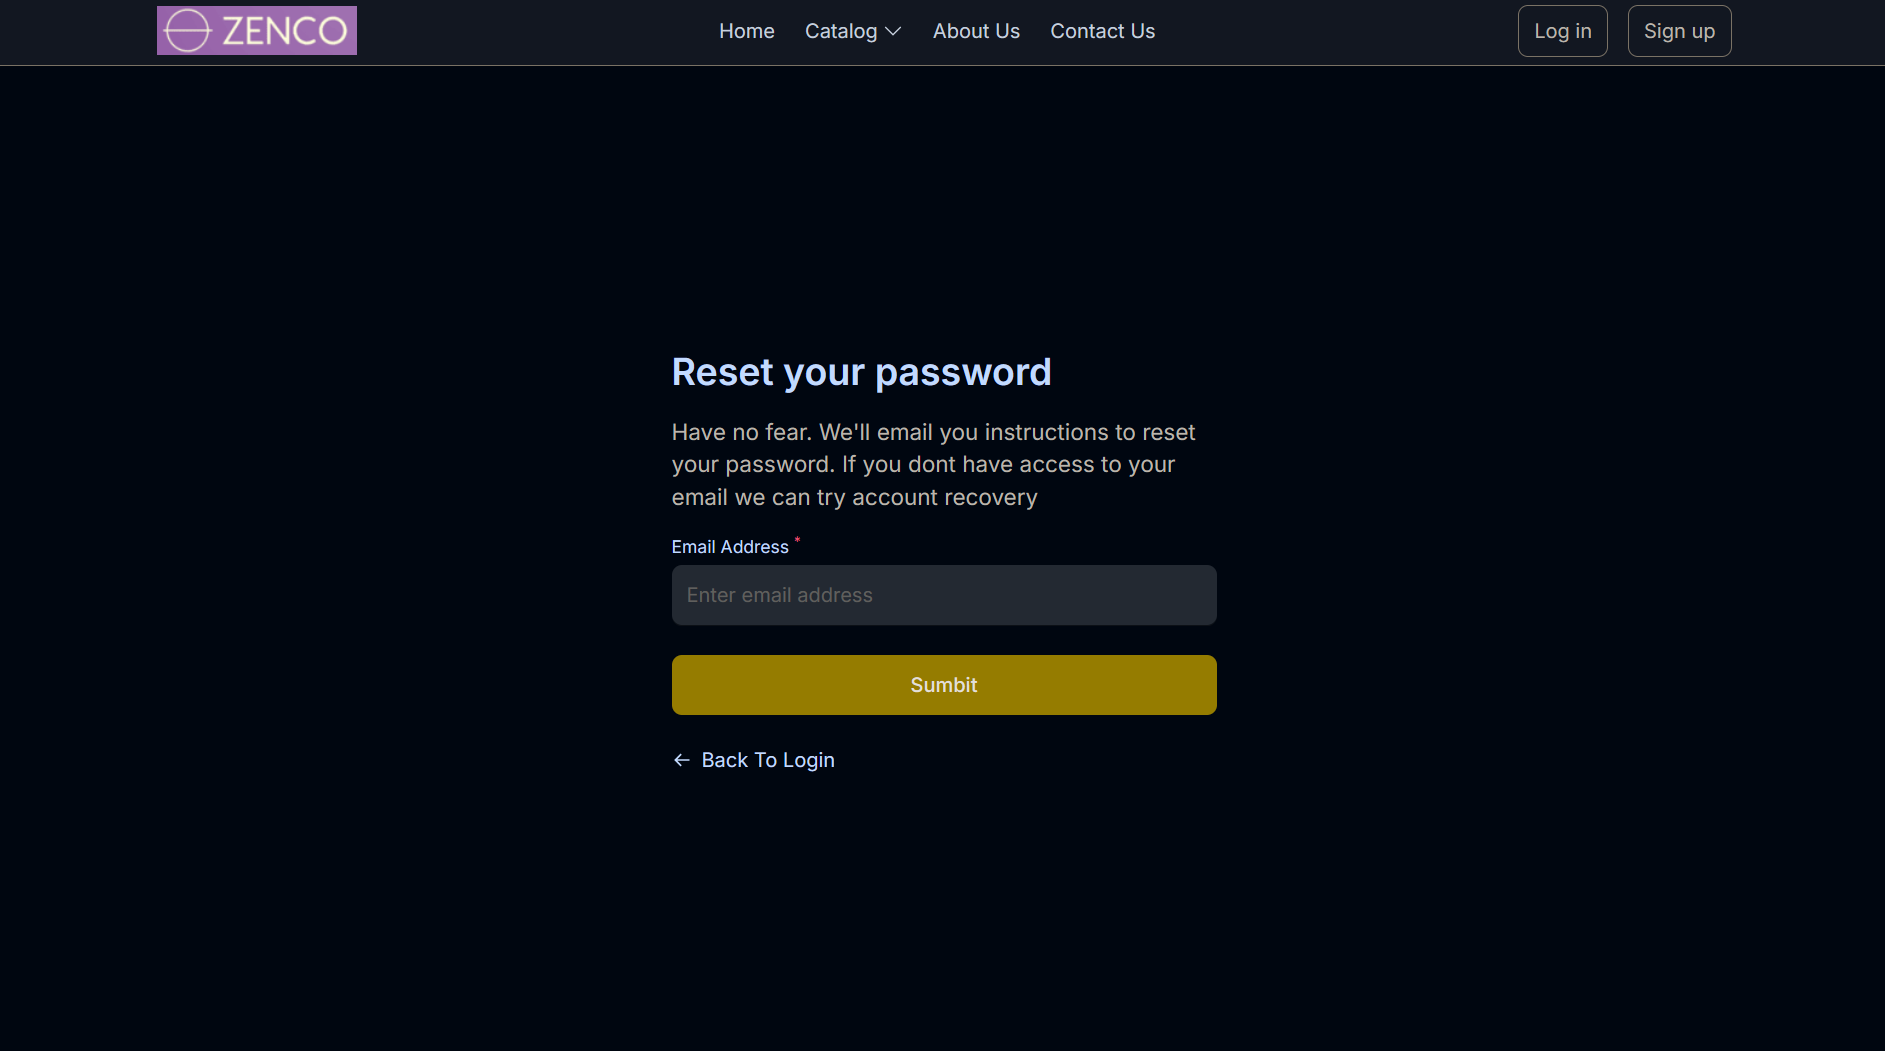 ZENCO
Home Catalog About Us Contact Us
Log in Sign up
Reset your password
Have no fear. We'll email you instructions to reset
your password. If you dont have access to your
email we can try account recovery
Email Address *
Enter email address
Sumbit
Back To Login